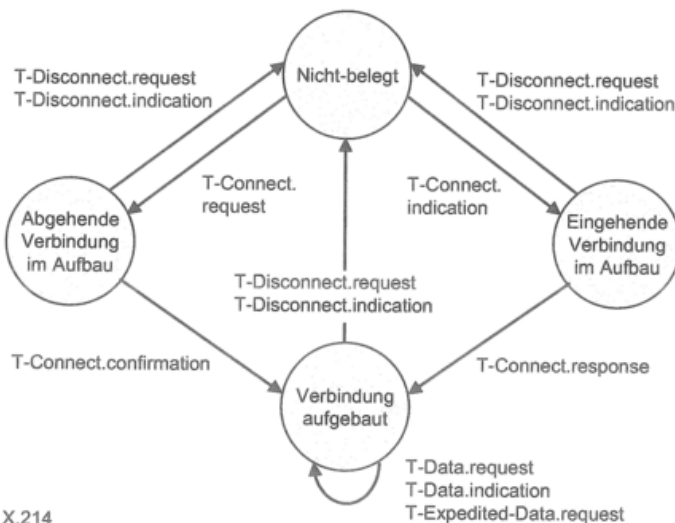 Nicht-belegt
T-Disconnect.request
T-Disconnect.indication
T-Disconnect.request
T-Disconnect.indication
T-Connect.
request
T-Connect.
indication
Abgehende
Verbindung
im Aufbau
Eingehende
Verbindung
im Aufbau
T-Disconnect.request
T-Disconnect.indication
T-Connect.confirmation
T-Connect.response
Verbindung
aufgebaut
T-Data.request
T-Data.indication
T-Expedited-Data.request
X.214